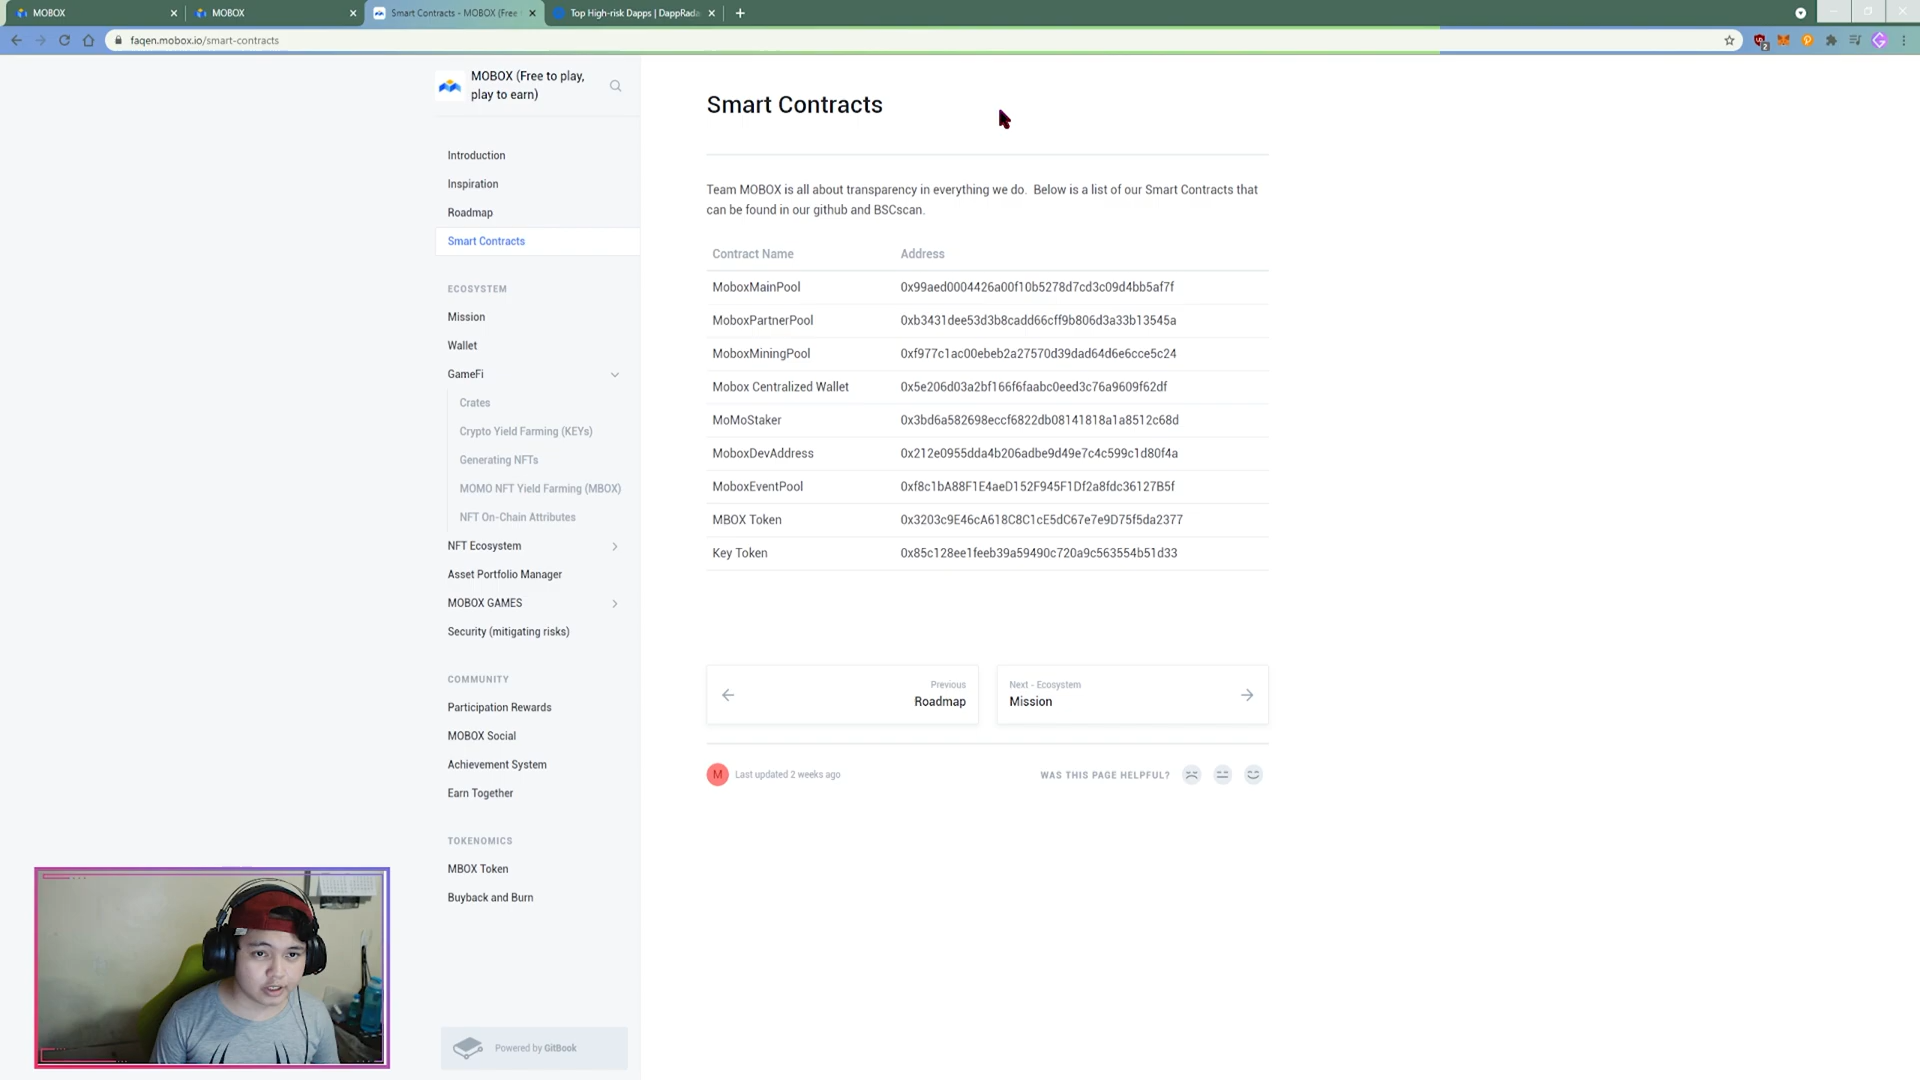 MOBOX
MOBOX
Smart Contracts - MOBOX (Free
Top High-risk Dapps | DappRada
faqen.mobox.io/smart-contracts
MOBOX (Free to play,
play to earn)
Introduction
Inspiration
Roadmap
Smart Contracts
ECOSYSTEM
Mission
Wallet
GameFi
Crates
Crypto Yield Farming (KEYs)
Generating NFTs
MOMO NFT Yield Farming (MBOX)
NFT On-Chain Attributes
NFT Ecosystem
Asset Portfolio Manager
MOBOX GAMES
Security (mitigating risks)
COMMUNITY
Participation Rewards
MOBOX Social
Achievement System
Earn Together
TOKENOMICS
MBOX Token
Buyback and Burn
Powered by GitBook
Smart Contracts
Team MOBOX is all about transparency in everything we do. Below is a list of our Smart Contracts that
can be found in our github and BSCscan.
Contract Name Address
MoboxMainPool 0x99aed0004426a00f10b5278d7cd3c09d4bb5af7f
MoboxPartnerPool 0xb3431dee53d3b8cadd66cff9b806d3a33b13545a
MoboxMiningPool 0xf977c1ac00ebeb2a27570d39dad64d6e6cce5c24
Mobox Centralized Wallet 0x5e206d03a2bf166f6faabc0eed3c76a9609f62df
MoMoStaker 0x3bd6a582698eccf6822db08141818a1a8512c68d
MoboxDevAddress 0x212e0955dda4b206adbe9d49e7c4c599c1d80f4a
MoboxEventPool 0xf8c1bA88F1E4aeD152F945F1Df2a8fdc36127B5f
MBOX Token 0x3203c9E46cA618C8C1cE5dC67e7e9D75f5da2377
Key Token 0x85c128ee1feeb39a59490c720a9c563554b51d33
Previous
Roadmap
Next - Ecosystem
Mission
M
Last updated 2 weeks ago
WAS THIS PAGE HELPFUL?